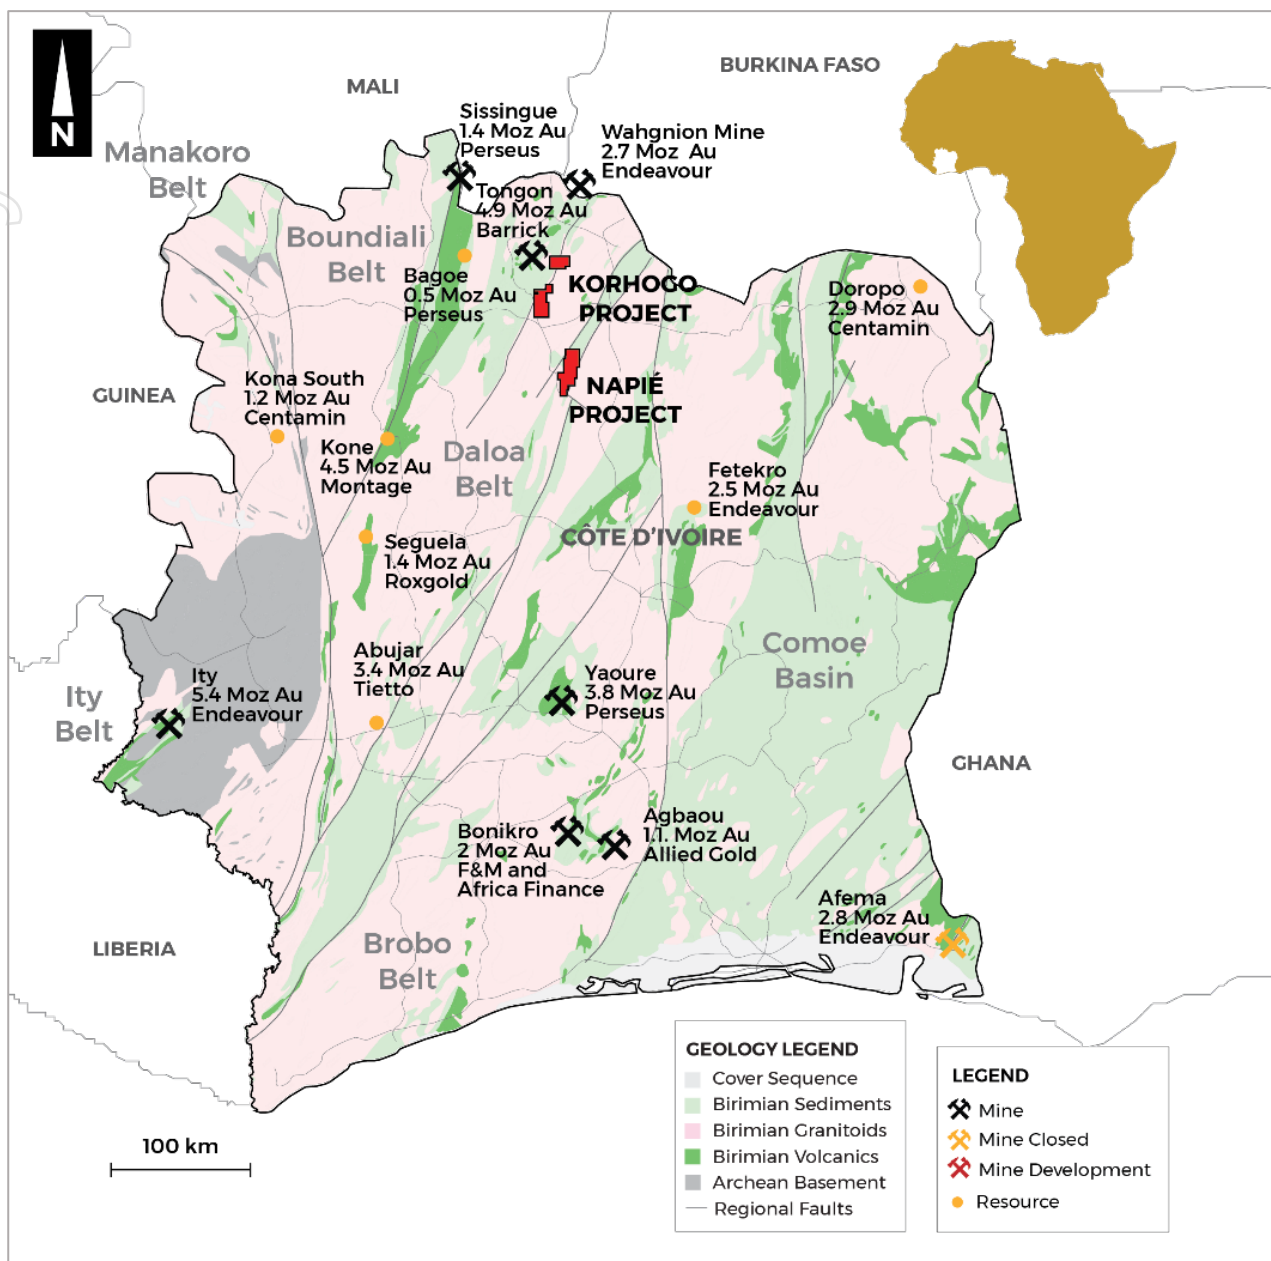 N
MALI
BURKINA FASO
Manakoro
Belt
Sissingue
1.4 Moz Au
Perseus
Wahgnion Mine
2.7 Moz Au
Endeavour
Tongon
4.9 Moz Au
Barrick
Boundiali
Belt
Bagoe
0.5 Moz Au
Perseus
KORHOGO
PROJECT
Doropo
2.9 Moz Au
Centamin
GUINEA
Kona South
1.2 Moz Au
Centamin
NAPIÉ
PROJECT
Kone
4.5 Moz Au
Montage
Daloa
Belt
Fetekro
2.5 Moz Au
Endeavour
CÔTE D'IVOIRE
Seguela
1.4 Moz Au
Roxgold
Comoe
Basin
Abujar
3.4 Moz Au
Tietto
Ity
5.4 Moz Au
Endeavour
Ity
Belt
Yaoure
3.8 Moz Au
Perseus
GHANA
Bonikro
2 Moz Au
F&M and
Africa Finance
Agbaou
1.1. Moz Au
Allied Gold
Afema
2.8 Moz Au
Endeavour
LIBERIA
Brobo
Belt
100 km
GEOLOGY LEGEND
Cover Sequence
Birimian Sediments
Birimian Granitoids
Birimian Volcanics
Archean Basement
Regional Faults
LEGEND
Mine
Mine Closed
Mine Development
Resource